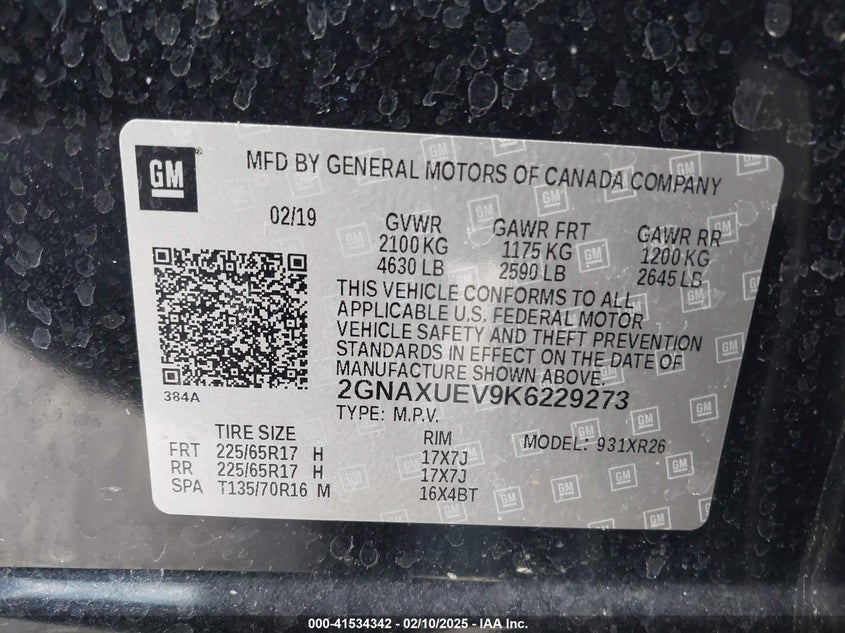 GM
MFD BY GENERAL MOTORS OF CANADA COMPANY
02/19
GVWR
2100 KG
4630 LB
GAWR FRT
1175 KG
2590 LB
GAWR RR
1200 KG
2645 LB
THIS VEHICLE CONFORMS TO ALL
APPLICABLE U.S. FEDERAL MOTOR
VEHICLE SAFETY AND THEFT PREVENTION
STANDARDS IN EFFECT ON THE DATE OF
MANUFACTURE SHOWN ABOVE.
384A
2GNAXUEV9K6229273
TYPE: M.P.V.
MODEL: 931XR26
TIRE SIZE RIM
FRT 225/65R17 H 17X7J
RR 225/65R17 H 17X7J
SPA T135/70R16 M 16X4BT
000-41534342 — 02/10/2025 — IAA Inc.